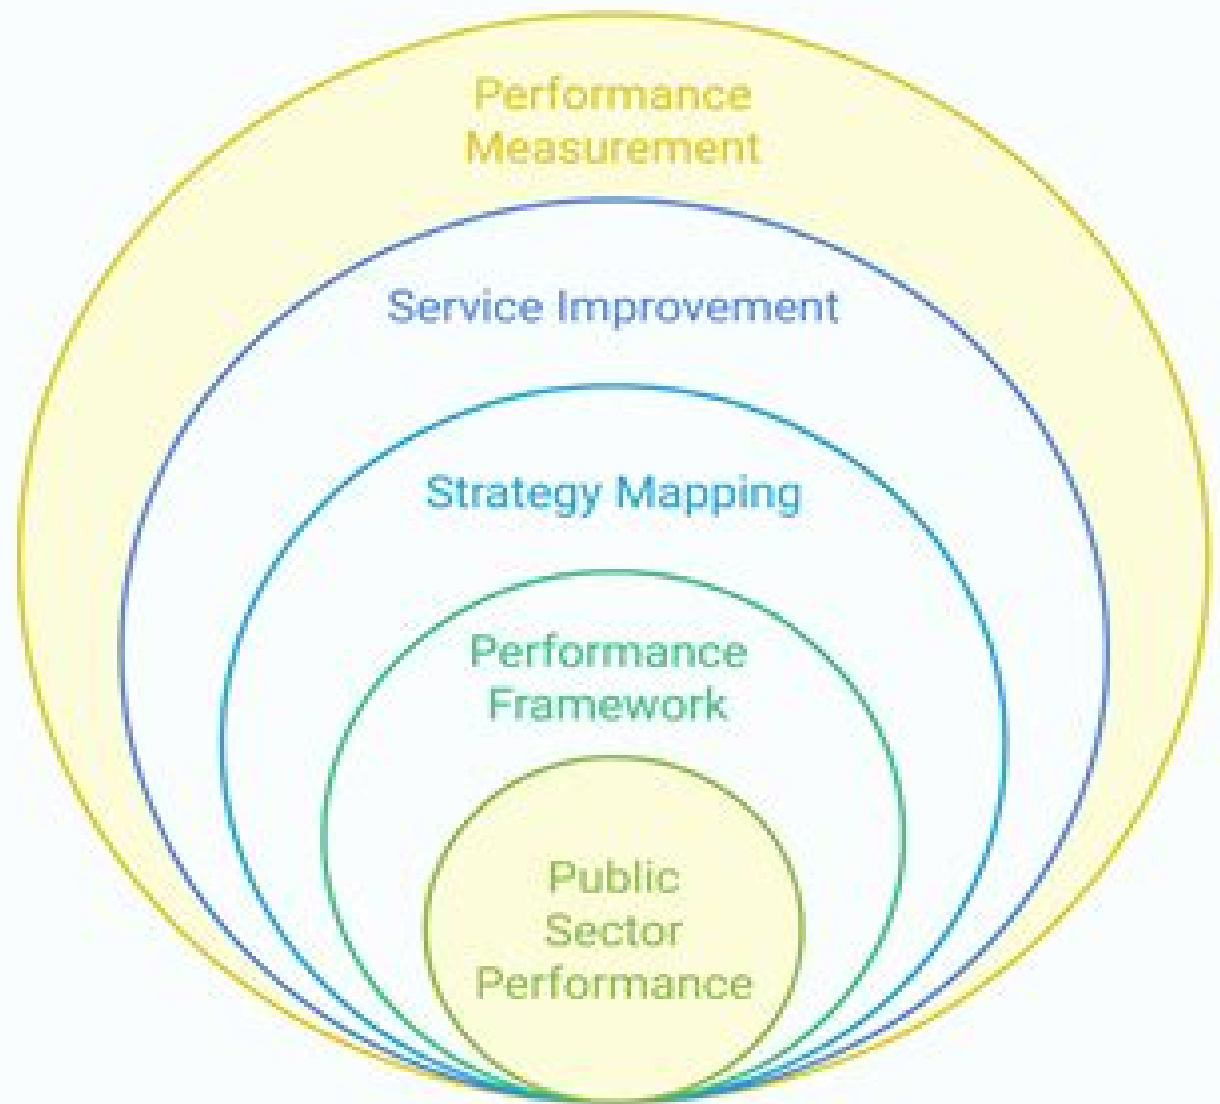 Performance
Measurement
Service Improvement
Strategy Mapping
Performance
Framework
Public
Sector
Performance